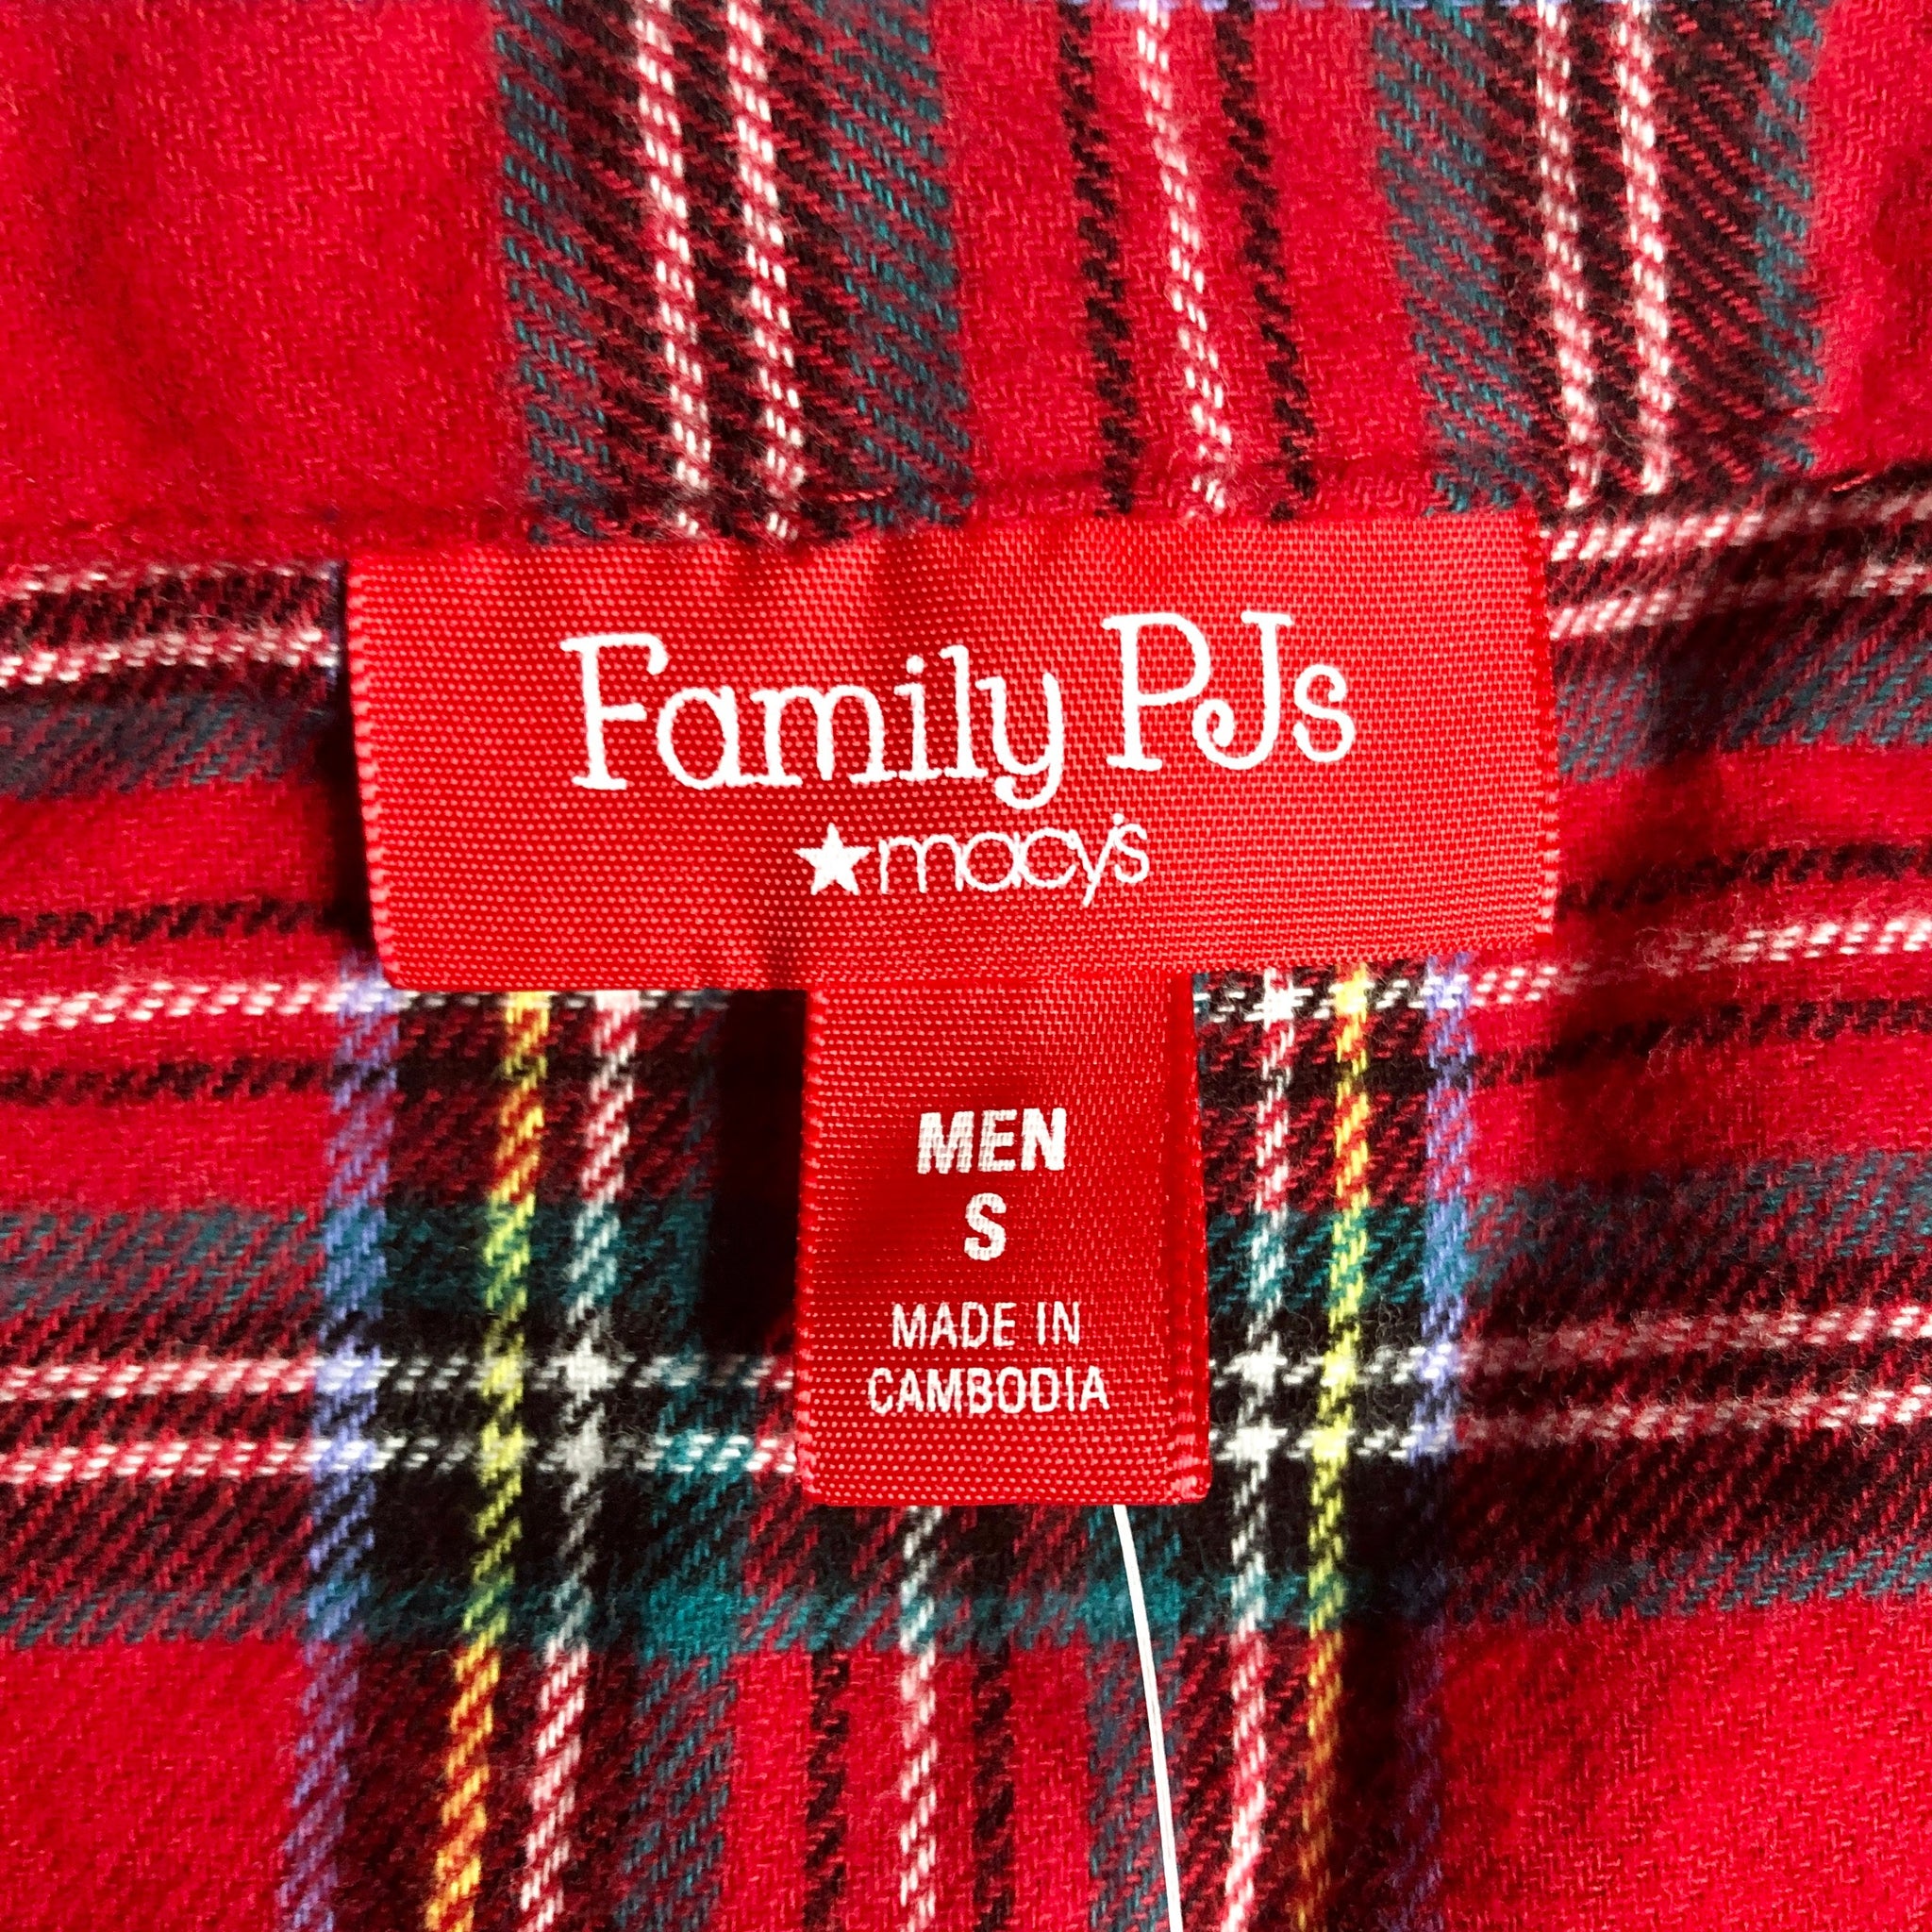 Family PJs
★macy's
MEN
S
MADE IN
CAMBODIA